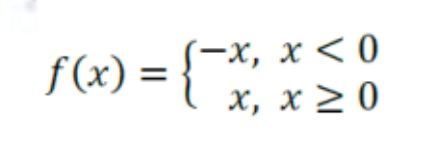 f(x) = { −x, x < 0
x, x ≥ 0